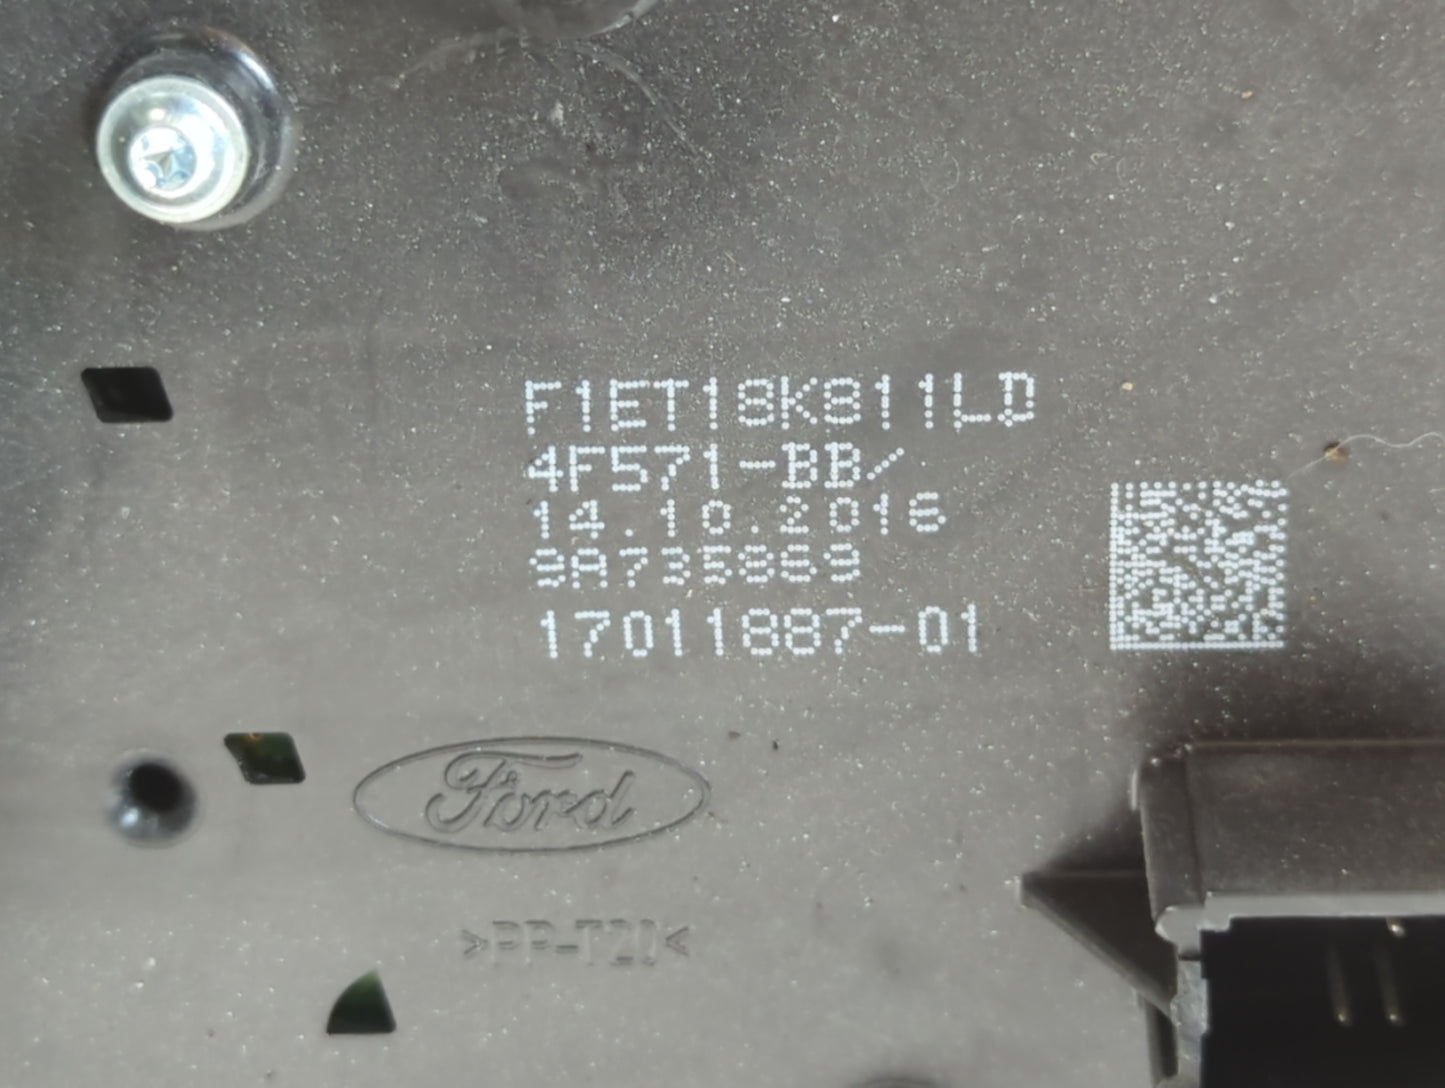 F1ET18K811LD
4F571-BB/
14.10.2016
9A735869
17011887-01
Ford
>PP-T20<